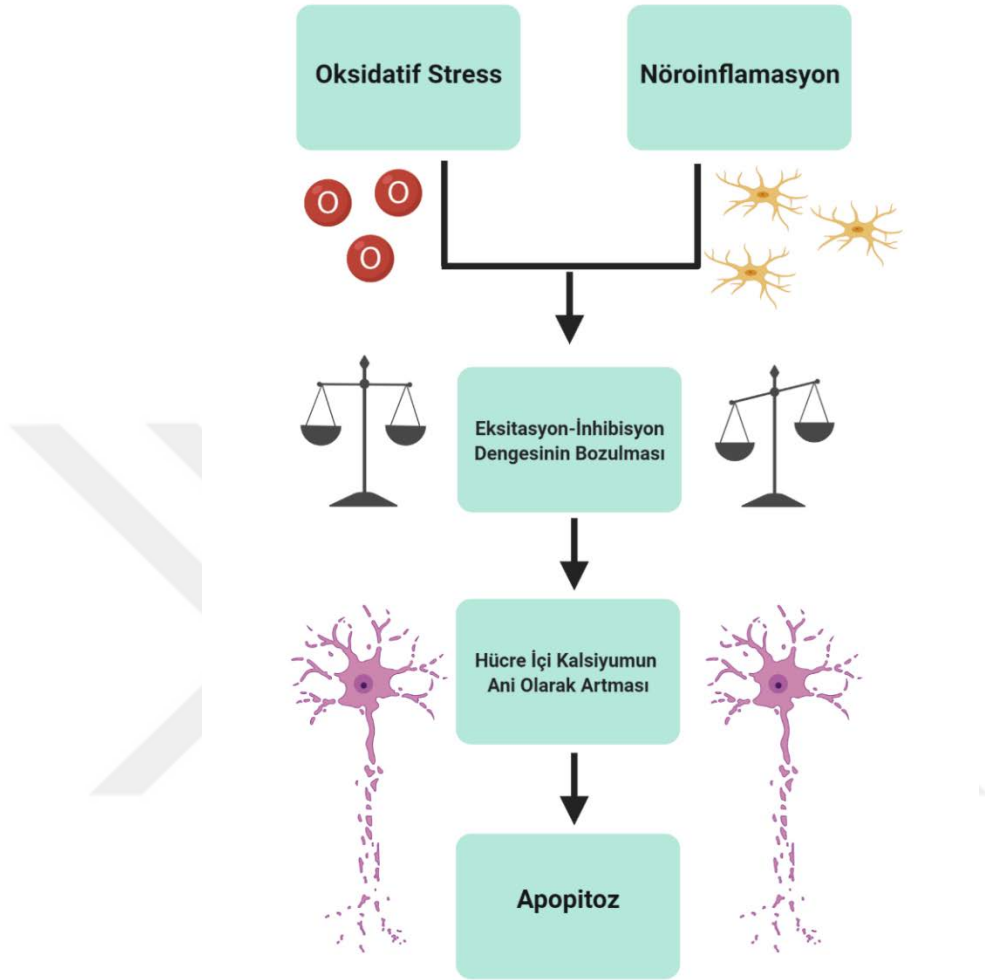 Oksidatif Stress
Nöroinflamasyon
O
O
O
Eksitasyon-İnhibisyon
Dengesinin Bozulması
Hücre İçi Kalsiyumun
Ani Olarak Artması
Apopitoz